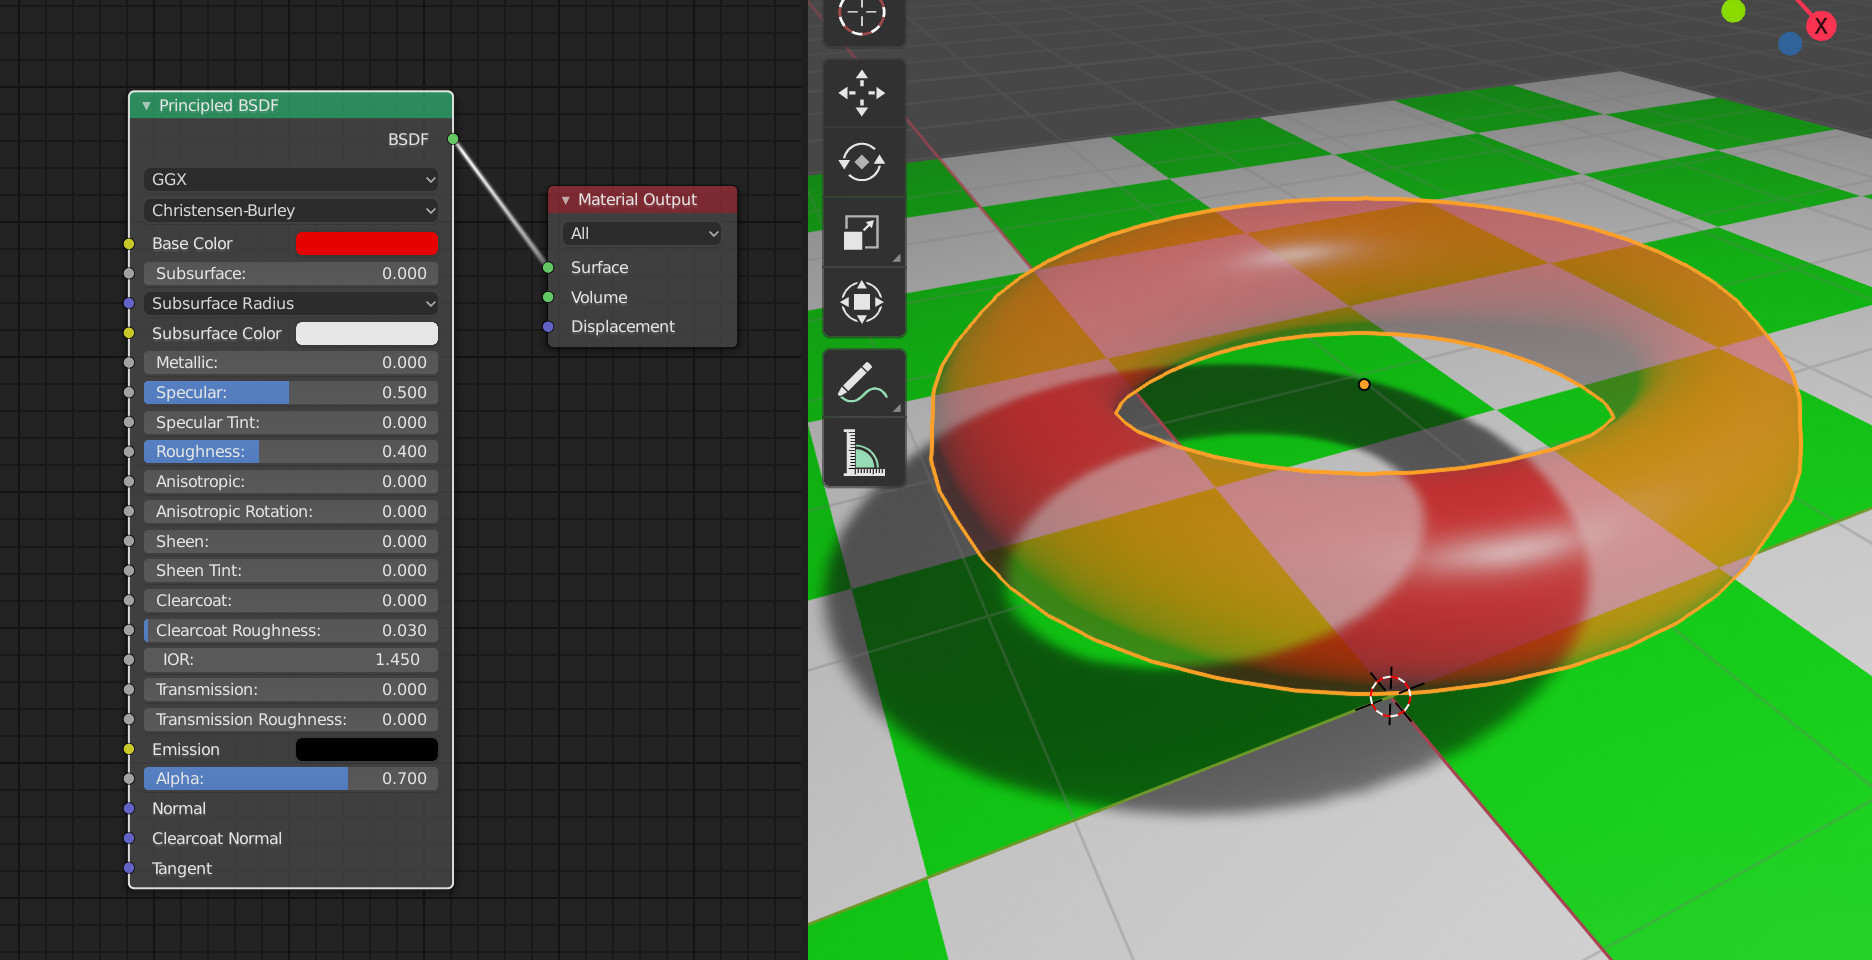 Principled BSDF
BSDF
GGX
Christensen-Burley
Base Color
Subsurface: 0.000
Subsurface Radius
Subsurface Color
Metallic: 0.000
Specular: 0.500
Specular Tint: 0.000
Roughness: 0.400
Anisotropic: 0.000
Anisotropic Rotation: 0.000
Sheen: 0.000
Sheen Tint: 0.000
Clearcoat: 0.000
Clearcoat Roughness: 0.030
IOR: 1.450
Transmission: 0.000
Transmission Roughness: 0.000
Emission
Alpha: 0.700
Normal
Clearcoat Normal
Tangent
Material Output
All
Surface
Volume
Displacement
X